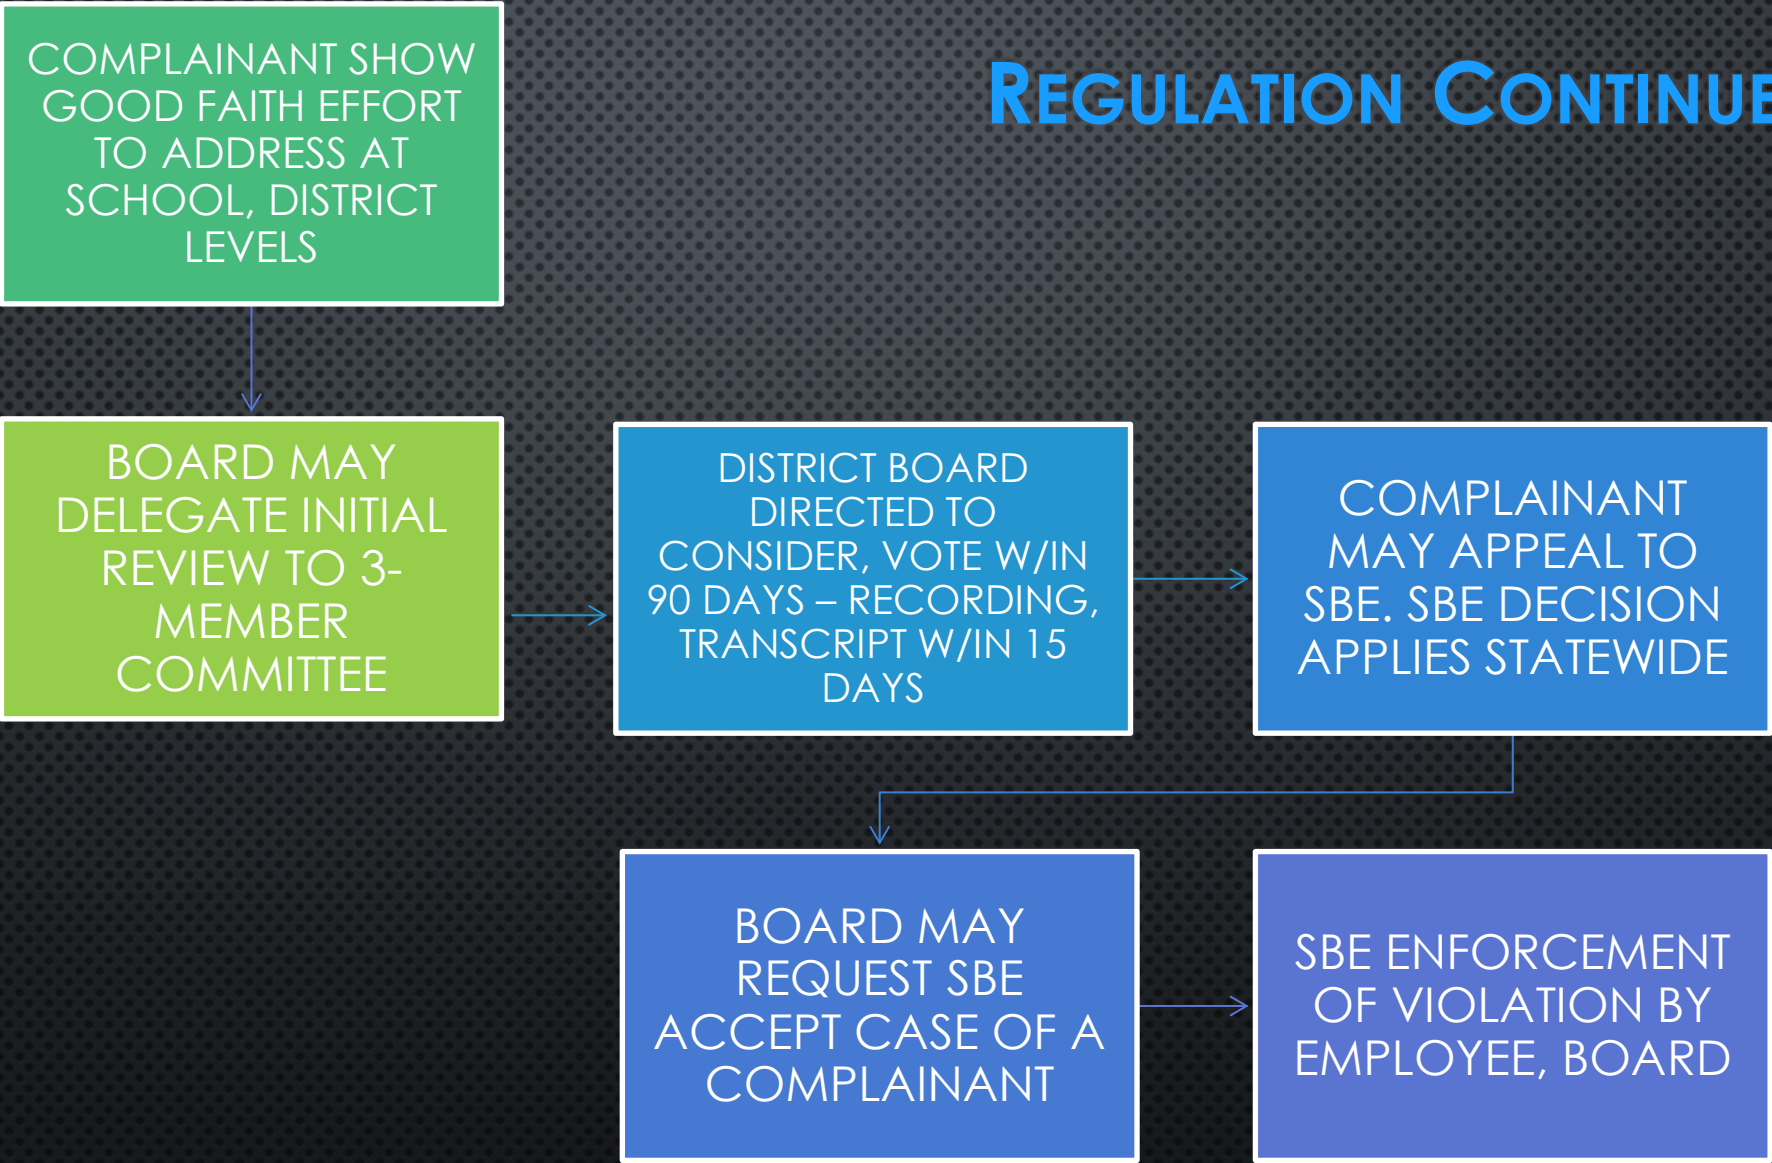 REGULATION CONTINUE
COMPLAINANT SHOW
GOOD FAITH EFFORT
TO ADDRESS AT
SCHOOL, DISTRICT
LEVELS
BOARD MAY
DELEGATE INITIAL
REVIEW TO 3-
MEMBER
COMMITTEE
DISTRICT BOARD
DIRECTED TO
CONSIDER, VOTE W/IN
90 DAYS – RECORDING,
TRANSCRIPT W/IN 15
DAYS
COMPLAINANT
MAY APPEAL TO
SBE. SBE DECISION
APPLIES STATEWIDE
BOARD MAY
REQUEST SBE
ACCEPT CASE OF A
COMPLAINANT
SBE ENFORCEMENT
OF VIOLATION BY
EMPLOYEE, BOARD